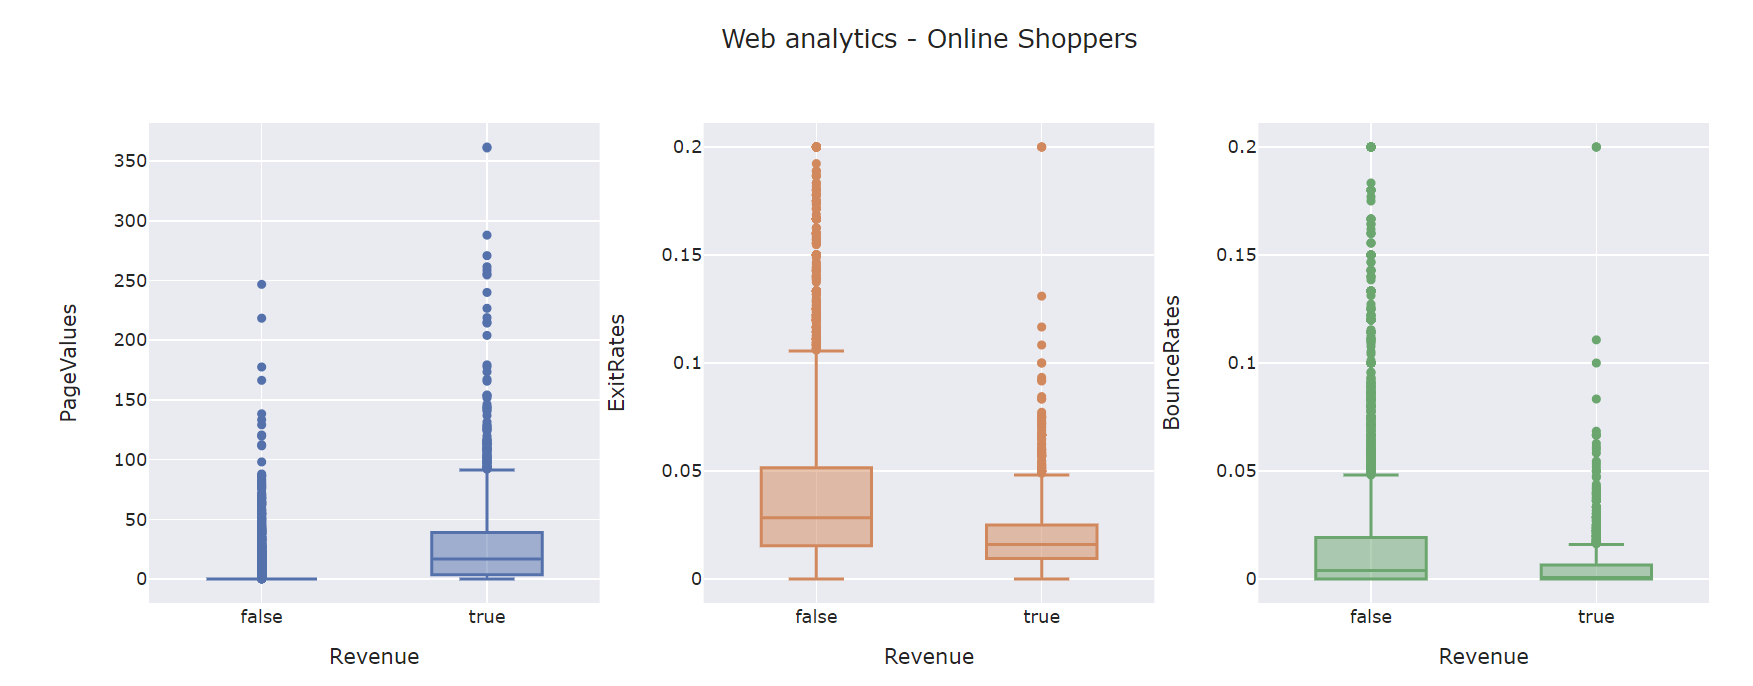 Web analytics - Online Shoppers
PageValues
350
300
250
200
150
100
50
0
false
true
Revenue
ExitRates
0.2
0.15
0.1
0.05
0
false
true
Revenue
BounceRates
0.2
0.15
0.1
0.05
0
false
true
Revenue